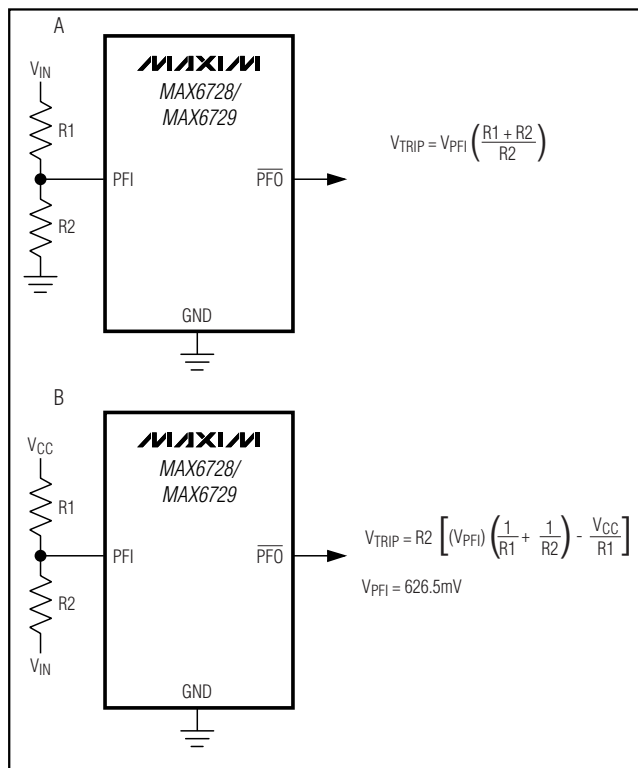 A
VIN
R1
R2
PFI
MAXIM
MAX6728/
MAX6729
PFO
GND
VTRIP = VPFI ( (R1 + R2) / R2 )
B
VCC
R1
R2
VIN
PFI
MAXIM
MAX6728/
MAX6729
PFO
GND
VTRIP = R2 [ (VPFI) ( 1/R1 + 1/R2 ) - VCC/R1 ]
VPFI = 626.5mV